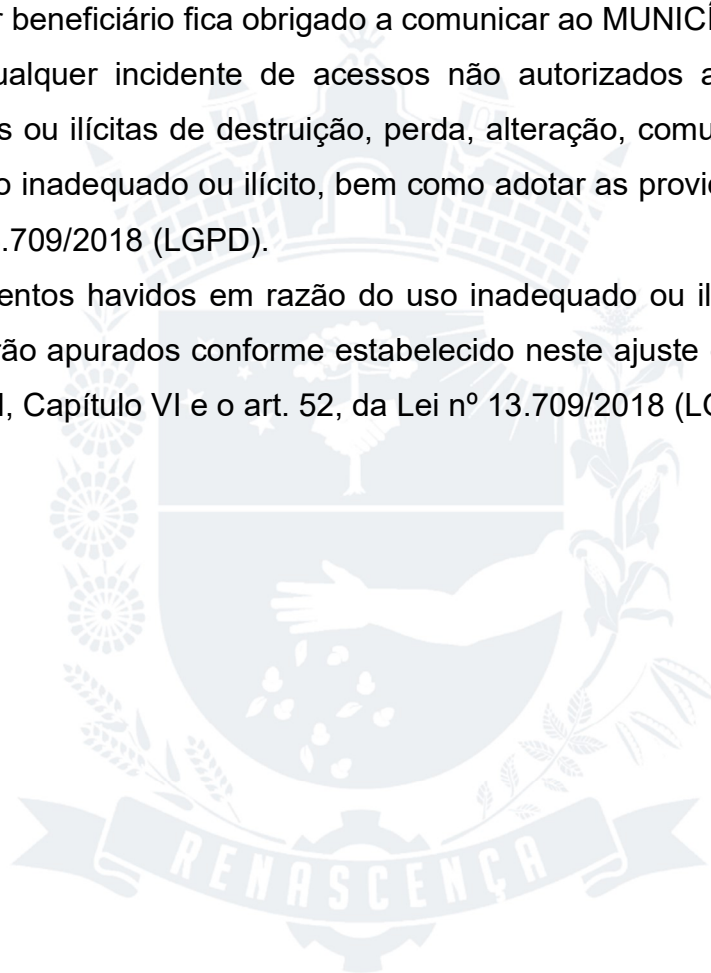 r beneficiário fica obrigado a comunicar ao MUNICÍ
ualquer incidente de acessos não autorizados a
s ou ilícitas de destruição, perda, alteração, comu
o inadequado ou ilícito, bem como adotar as provid
.709/2018 (LGPD).
entos havidos em razão do uso inadequado ou il
rão apurados conforme estabelecido neste ajuste
I, Capítulo VI e o art. 52, da Lei nº 13.709/2018 (LG
RENASCENÇA